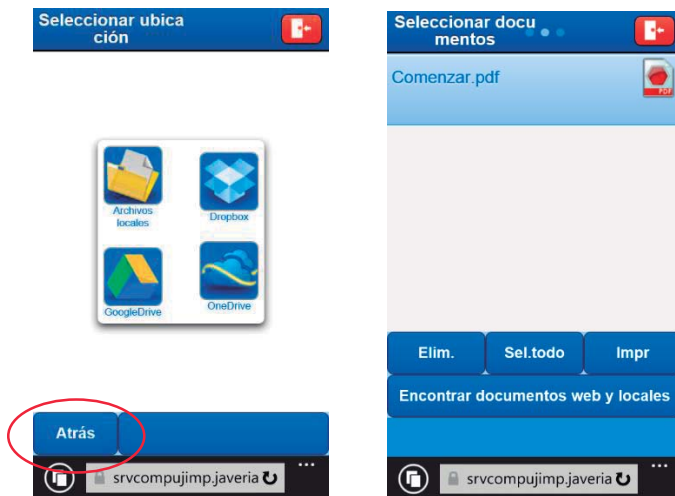 Seleccionar ubica
ción
Archivos
locales
Dropbox
GoogleDrive
OneDrive
Atrás
srvcompujimp.javeria
Seleccionar docu
mentos
Comenzar.pdf
PDF
Elim.
Sel.todo
Impr
Encontrar documentos web y locales
srvcompujimp.javeria